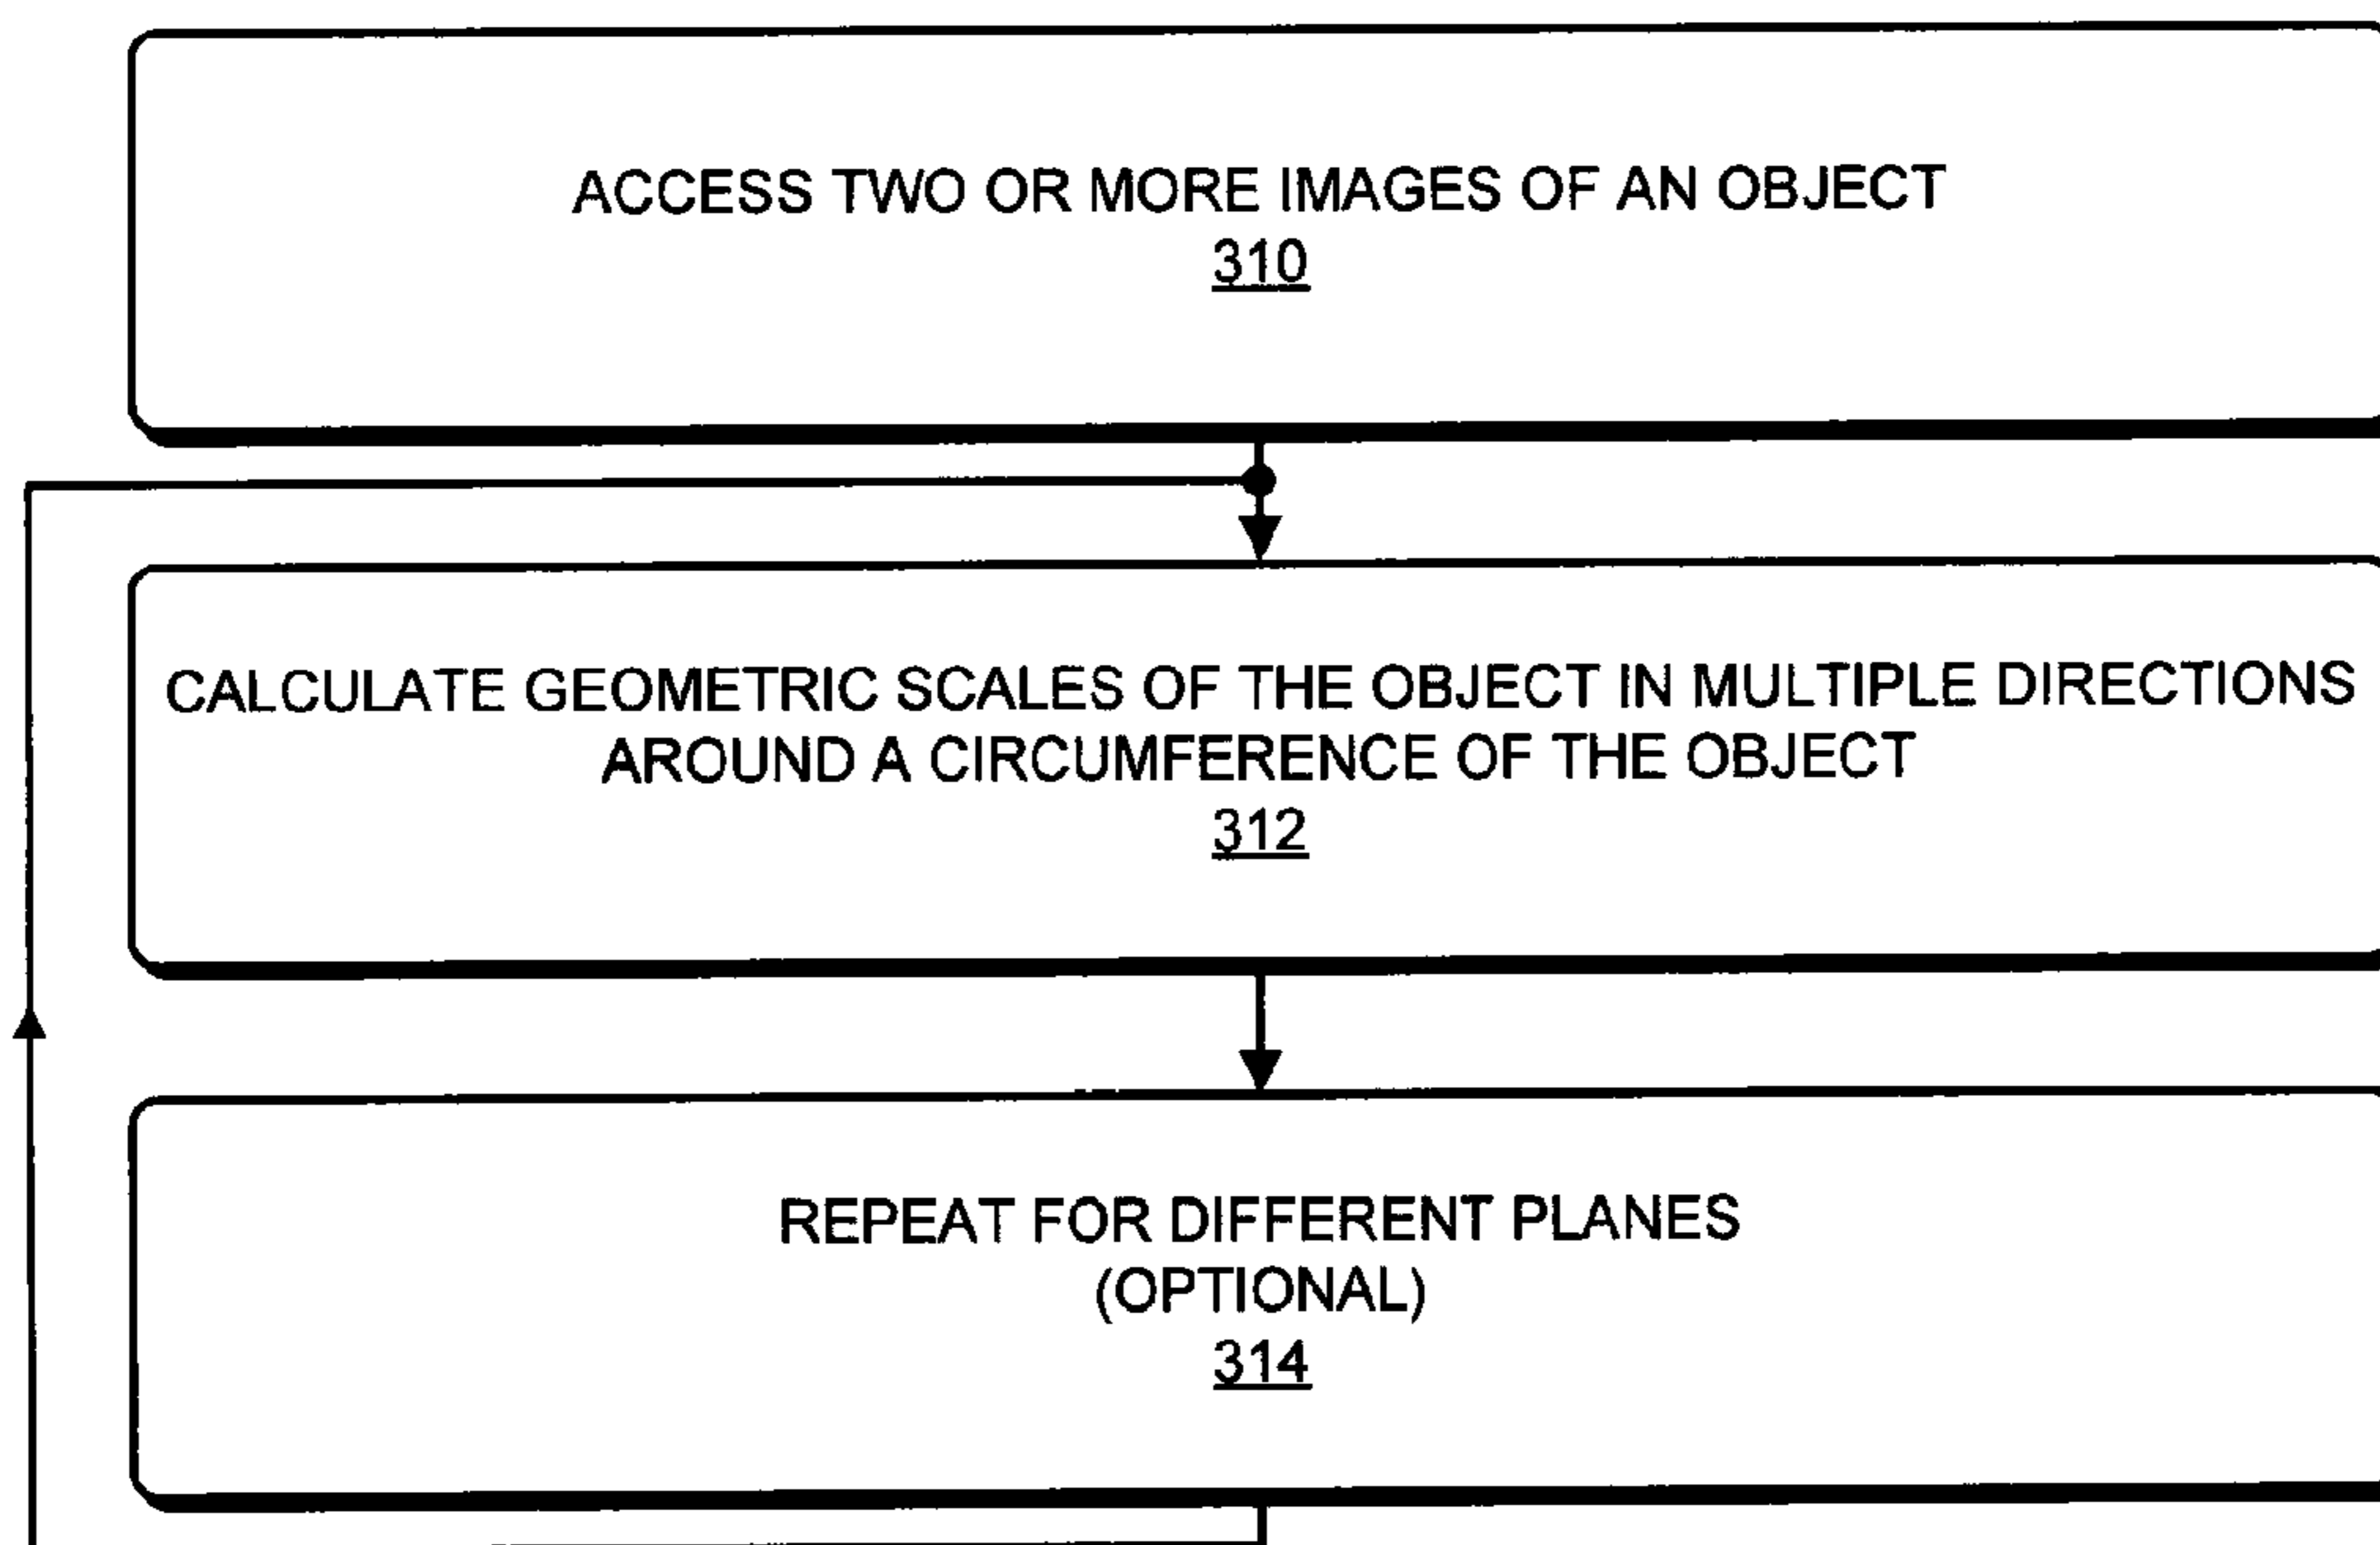 ACCESS TWO OR MORE IMAGES OF AN OBJECT
310
CALCULATE GEOMETRIC SCALES OF THE OBJECT IN MULTIPLE DIRECTIONS
AROUND A CIRCUMFERENCE OF THE OBJECT
312
REPEAT FOR DIFFERENT PLANES
(OPTIONAL)
314